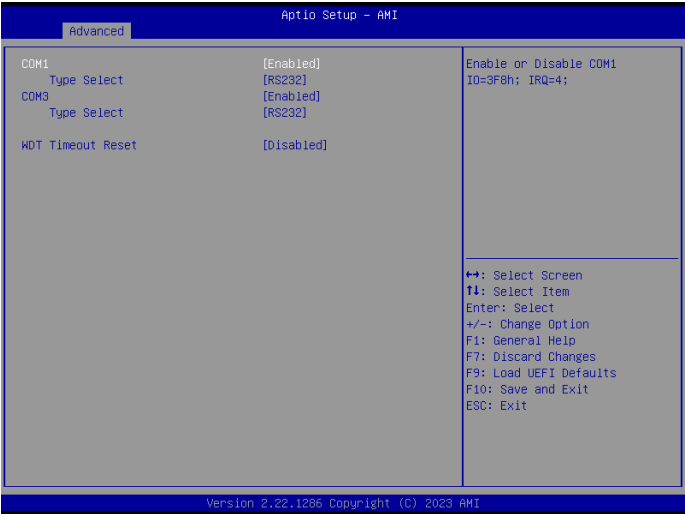 Aptio Setup – AMI
Advanced
COM1 [Enabled]
Type Select [RS232]
COM3 [Enabled]
Type Select [RS232]
WDT Timeout Reset [Disabled]
Enable or Disable COM1
IO=3F8h; IRQ=4;
↔: Select Screen
↑↓: Select Item
Enter: Select
+/-: Change Option
F1: General Help
F7: Discard Changes
F9: Load UEFI Defaults
F10: Save and Exit
ESC: Exit
Version 2.22.1286 Copyright (C) 2023 AMI